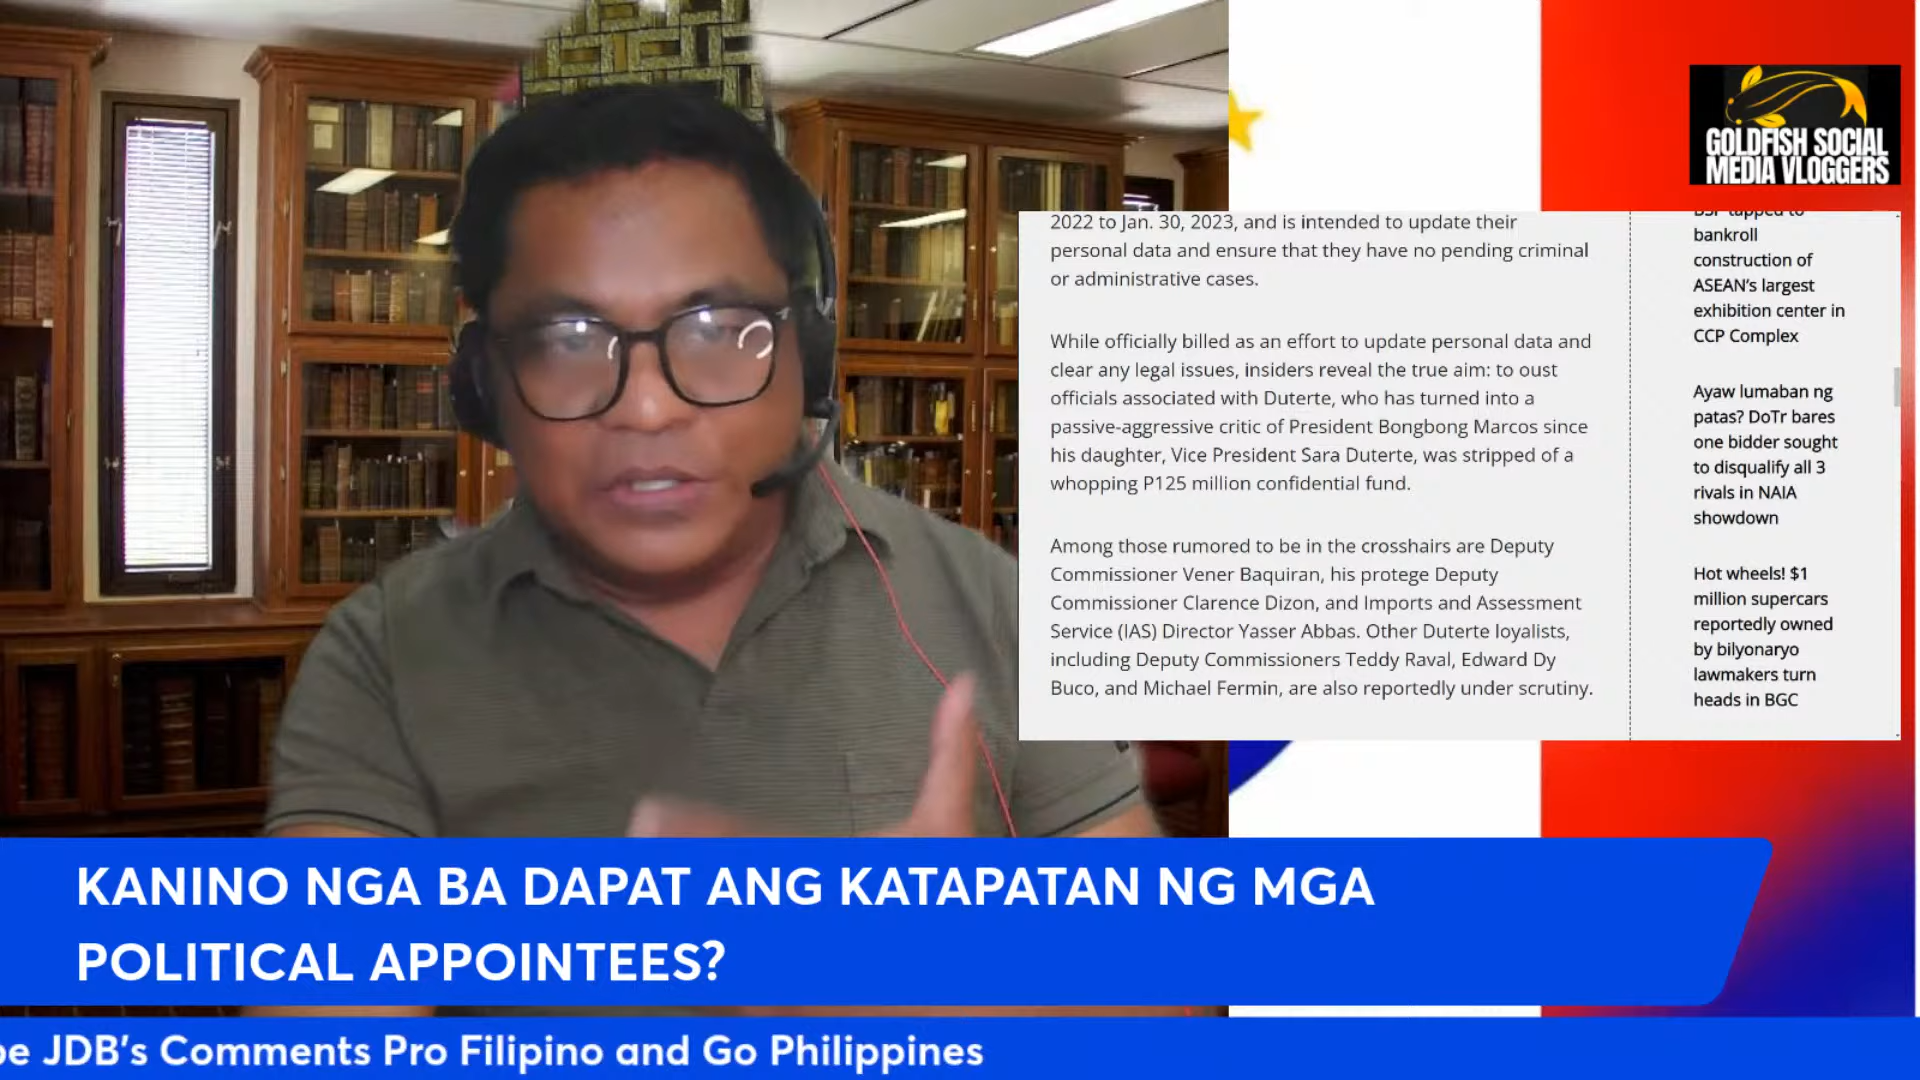 GOLDFISH SOCIAL
MEDIA VLOGGERS
2022 to Jan. 30, 2023, and is intended to update their
personal data and ensure that they have no pending criminal
or administrative cases.
While officially billed as an effort to update personal data and
clear any legal issues, insiders reveal the true aim: to oust
officials associated with Duterte, who has turned into a
passive-aggressive critic of President Bongbong Marcos since
his daughter, Vice President Sara Duterte, was stripped of a
whopping P125 million confidential fund.
Among those rumored to be in the crosshairs are Deputy
Commissioner Vener Baquiran, his protege Deputy
Commissioner Clarence Dizon, and Imports and Assessment
Service (IAS) Director Yasser Abbas. Other Duterte loyalists,
including Deputy Commissioners Teddy Raval, Edward Dy
Buco, and Michael Fermin, are also reportedly under scrutiny.
BSP tapped to
bankroll
construction of
ASEAN's largest
exhibition center in
CCP Complex
Ayaw lumaban ng
patas? DoTr bares
one bidder sought
to disqualify all 3
rivals in NAIA
showdown
Hot wheels! $1
million supercars
reportedly owned
by bilyonaryo
lawmakers turn
heads in BGC
KANINO NGA BA DAPAT ANG KATAPATAN NG MGA
POLITICAL APPOINTEES?
be JDB's Comments Pro Filipino and Go Philippines